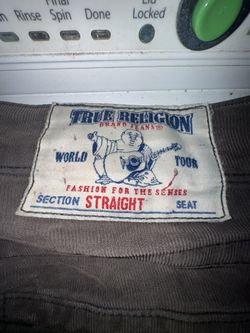 Rinse
Final
Spin
Done
Lid
Locked
TRUE RELIGION
BRAND JEANS
WORLD TOUR
FASHION FOR THE SENSES
SECTION STRAIGHT SEAT